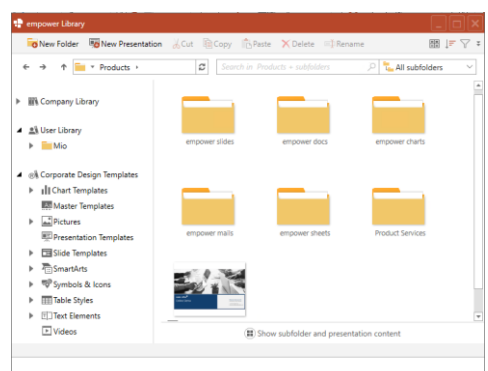 empower Library
New Folder New Presentation Cut Copy Paste Delete Rename
Products
Search in Products + subfolders
All subfolders
Company Library
User Library
Mio
Corporate Design Templates
Chart Templates
Master Templates
Pictures
Presentation Templates
Slide Templates
SmartArts
Symbols & Icons
Table Styles
Text Elements
Videos
empower slides
empower docs
empower charts
empower mails
empower sheets
Product Services
Show subfolder and presentation content